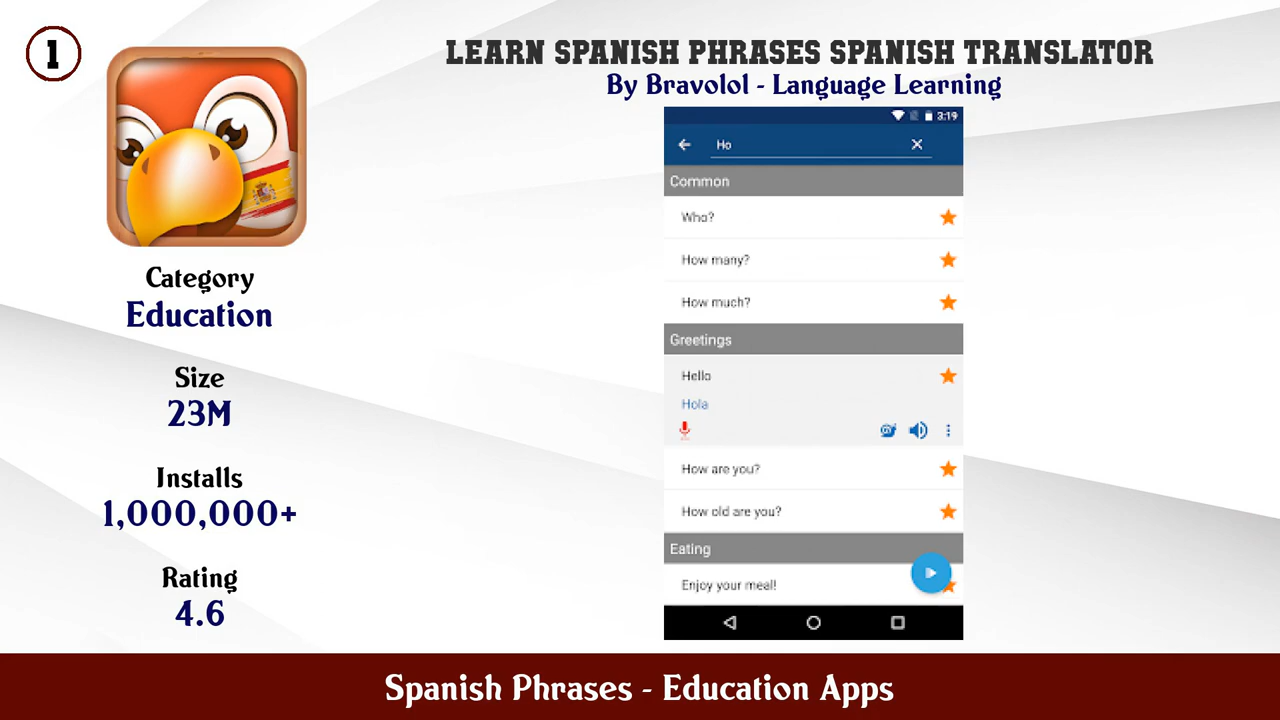 1
LEARN SPANISH PHRASES SPANISH TRANSLATOR
By Bravolol - Language Learning
Category
Education
Size
23M
Installs
1,000,000+
Rating
4.6
3:19
Ho
Common
Who?
How many?
How much?
Greetings
Hello
Hola
How are you?
How old are you?
Eating
Enjoy your meal!
Spanish Phrases - Education Apps